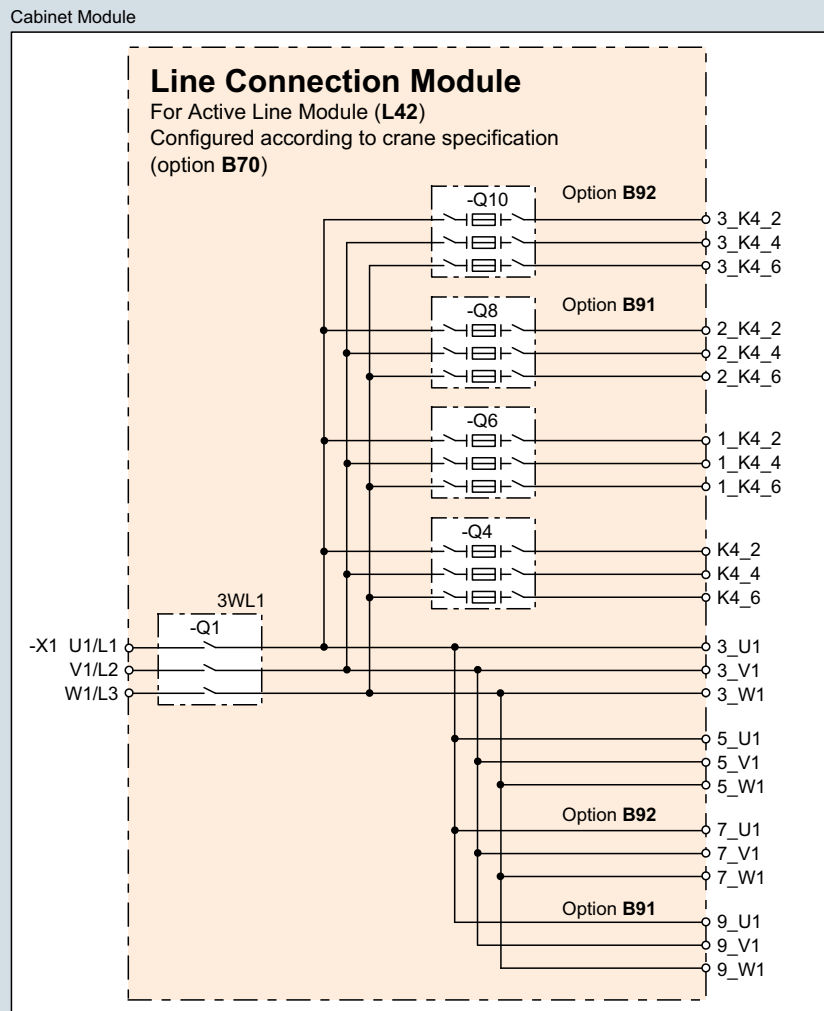 Cabinet Module
Line Connection Module
For Active Line Module (L42)
Configured according to crane specification
(option B70)
-Q10
Option B92
3_K4_2
3_K4_4
3_K4_6
-Q8
Option B91
2_K4_2
2_K4_4
2_K4_6
-Q6
1_K4_2
1_K4_4
1_K4_6
-Q4
K4_2
K4_4
K4_6
3WL1
-Q1
-X1 U1/L1
V1/L2
W1/L3
3_U1
3_V1
3_W1
5_U1
5_V1
5_W1
Option B92
7_U1
7_V1
7_W1
Option B91
9_U1
9_V1
9_W1